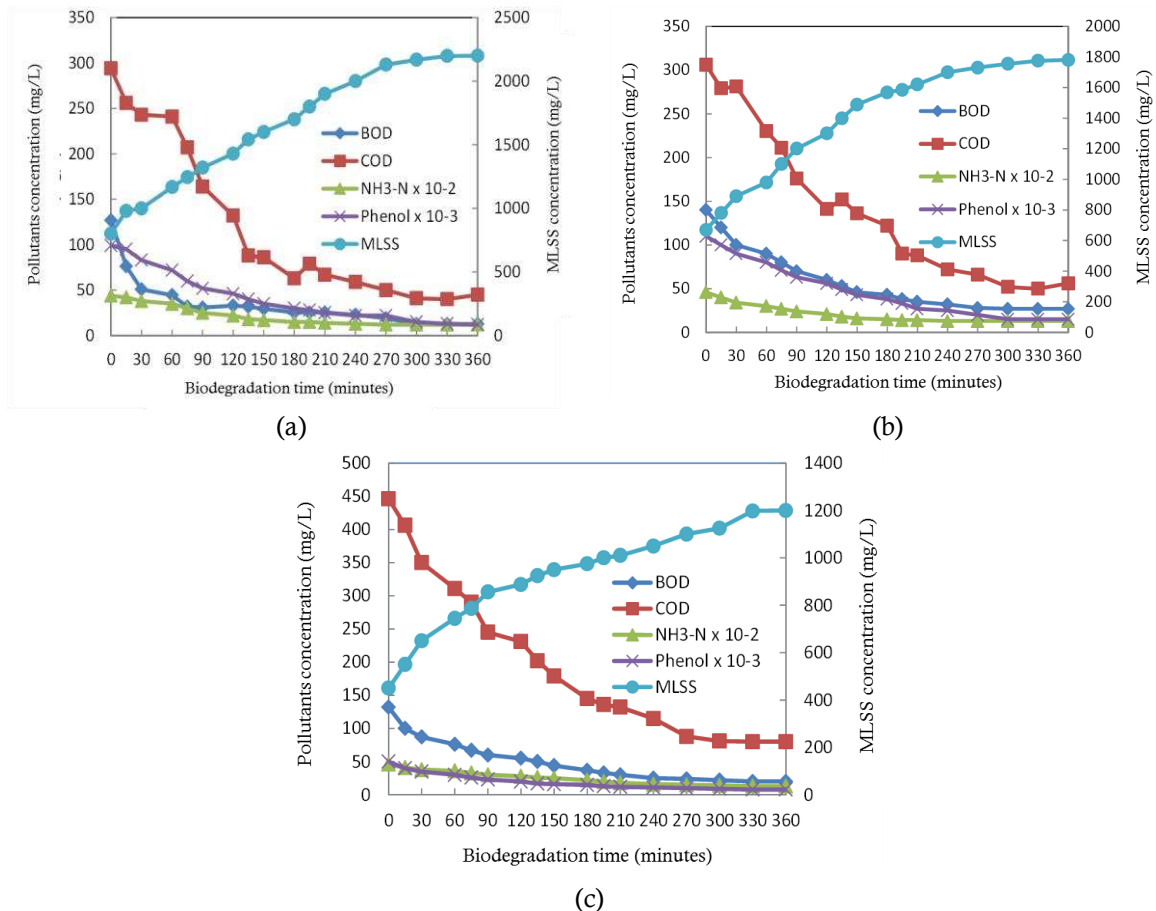 350
300
250
200
150
100
50
0
2500
2000
1500
1000
500
0
Pollutants concentration (mg/L)
MLSS concentration (mg/L)
BOD
COD
NH3-N x 10-2
Phenol x 10-3
MLSS
0 30 60 90 120 150 180 210 240 270 300 330 360
Biodegradation time (minutes)
(a)
350
300
250
200
150
100
50
0
2000
1800
1600
1400
1200
1000
800
600
400
200
0
Pollutants concentration (mg/L)
MLSS concentration (mg/L)
BOD
COD
NH3-N x 10-2
Phenol x 10-3
MLSS
0 30 60 90 120 150 180 210 240 270 300 330 360
Biodegradation time (minutes)
(b)
500
450
400
350
300
250
200
150
100
50
0
1400
1200
1000
800
600
400
200
0
Pollutants concentration (mg/L)
MLSS concentration (mg/L)
BOD
COD
NH3-N x 10-2
Phenol x 10-3
MLSS
0 30 60 90 120 150 180 210 240 270 300 330 360
Biodegradation time (minutes)
(c)